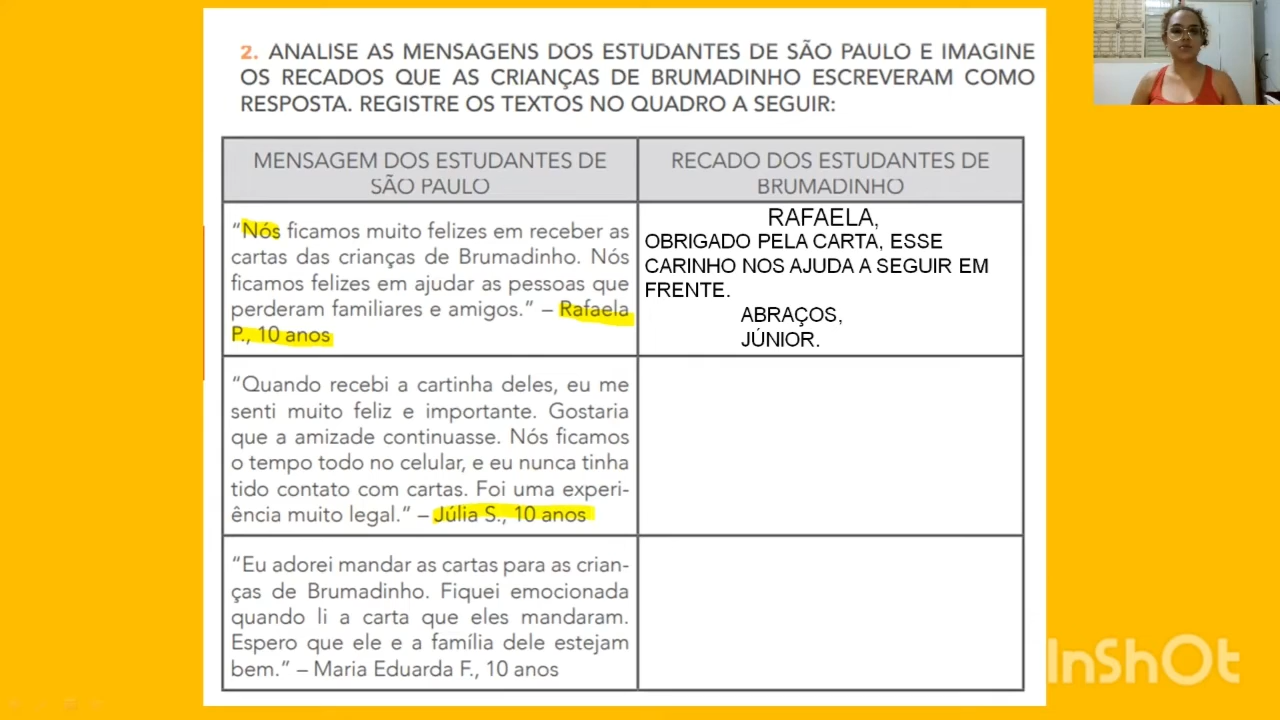 2. ANALISE AS MENSAGENS DOS ESTUDANTES DE SÃO PAULO E IMAGINE
OS RECADOS QUE AS CRIANÇAS DE BRUMADINHO ESCREVERAM COMO
RESPOSTA. REGISTRE OS TEXTOS NO QUADRO A SEGUIR:
MENSAGEM DOS ESTUDANTES DE
SÃO PAULO
RECADO DOS ESTUDANTES DE
BRUMADINHO
“Nós ficamos muito felizes em receber as
cartas das crianças de Brumadinho. Nós
ficamos felizes em ajudar as pessoas que
perderam familiares e amigos.” – Rafaela
P., 10 anos
RAFAELA,
OBRIGADO PELA CARTA, ESSE
CARINHO NOS AJUDA A SEGUIR EM
FRENTE.
ABRAÇOS,
JÚNIOR.
“Quando recebi a cartinha deles, eu me
senti muito feliz e importante. Gostaria
que a amizade continuasse. Nós ficamos
o tempo todo no celular, e eu nunca tinha
tido contato com cartas. Foi uma experi-
ência muito legal.” – Júlia S., 10 anos
“Eu adorei mandar as cartas para as crian-
ças de Brumadinho. Fiquei emocionada
quando li a carta que eles mandaram.
Espero que ele e a família dele estejam
bem.” – Maria Eduarda F., 10 anos
InShOt